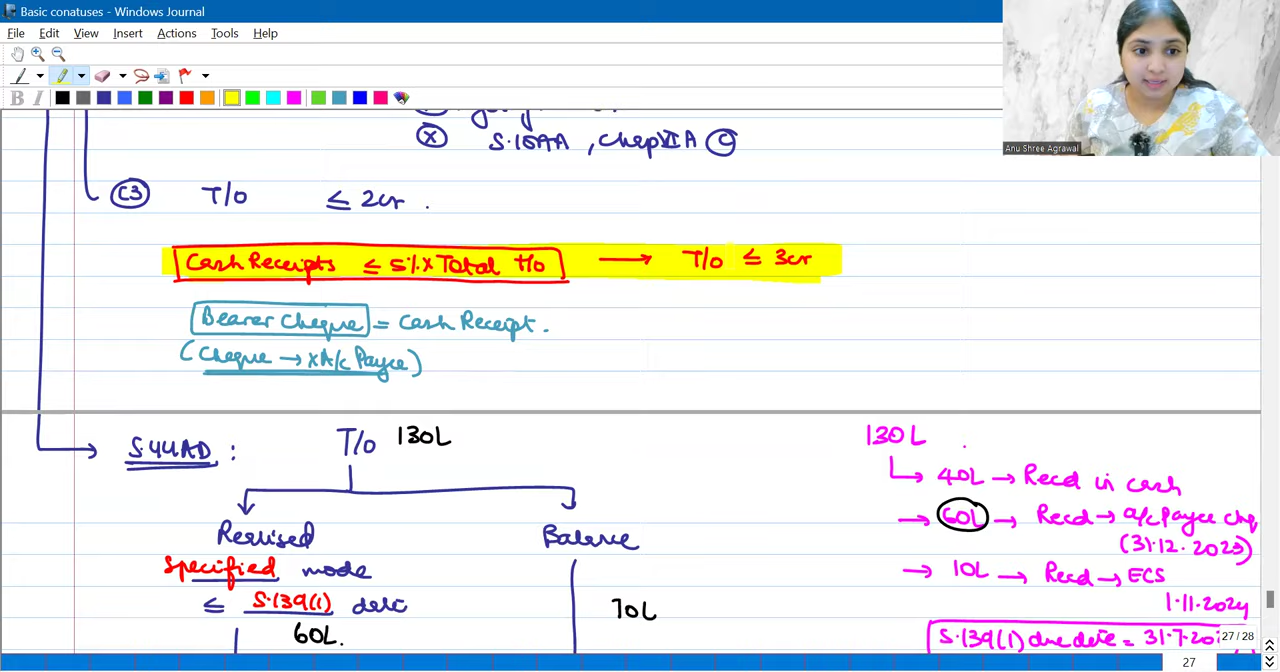 Basic conatuses - Windows Journal
File Edit View Insert Actions Tools Help
B I
Anu Shree Agrawal
(X) S.10AA , Chap VIA (C)
(C3) T/O ≤ 2cr .
Cash Receipts ≤ 5% x Total T/O → T/O ≤ 3cr
Bearer Cheque = Cash Receipt.
(Cheque → x A/c Payee)
S.44AD : T/O 130L
Realised Balance
Specified mode
≤ S.139(1) date
60L.
70L
130L
40L → Recd in cash
60L → Recd → a/c Payee Chq
(31.12.2023)
10L → Recd → ECS
1.11.2024
S.139(1) due date = 31.7.20
27 / 28
27